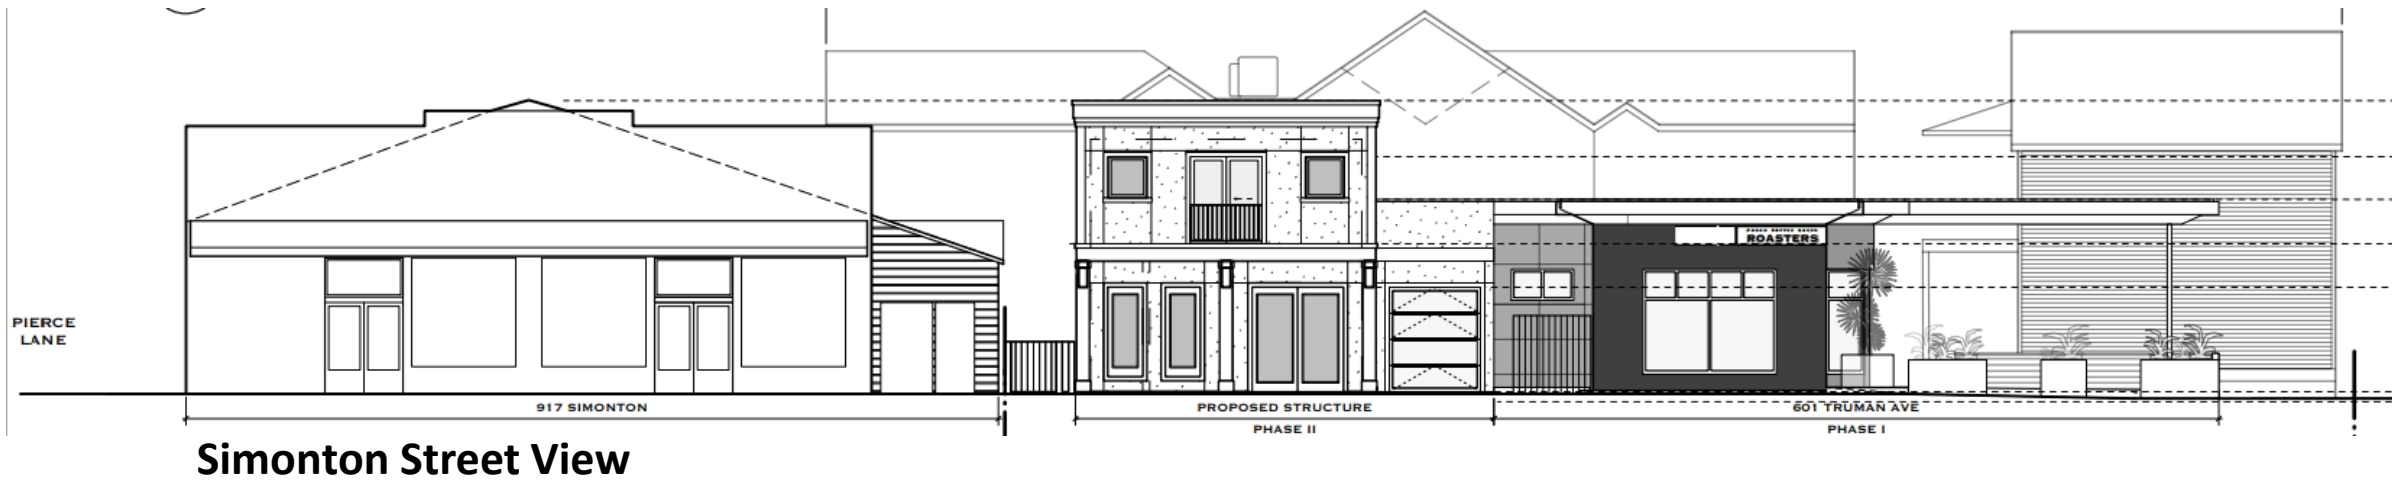 ROASTERS
PIERCE
LANE
917 SIMONTON
PROPOSED STRUCTURE
601 TRUMAN AVE
PHASE II
PHASE I
Simonton Street View